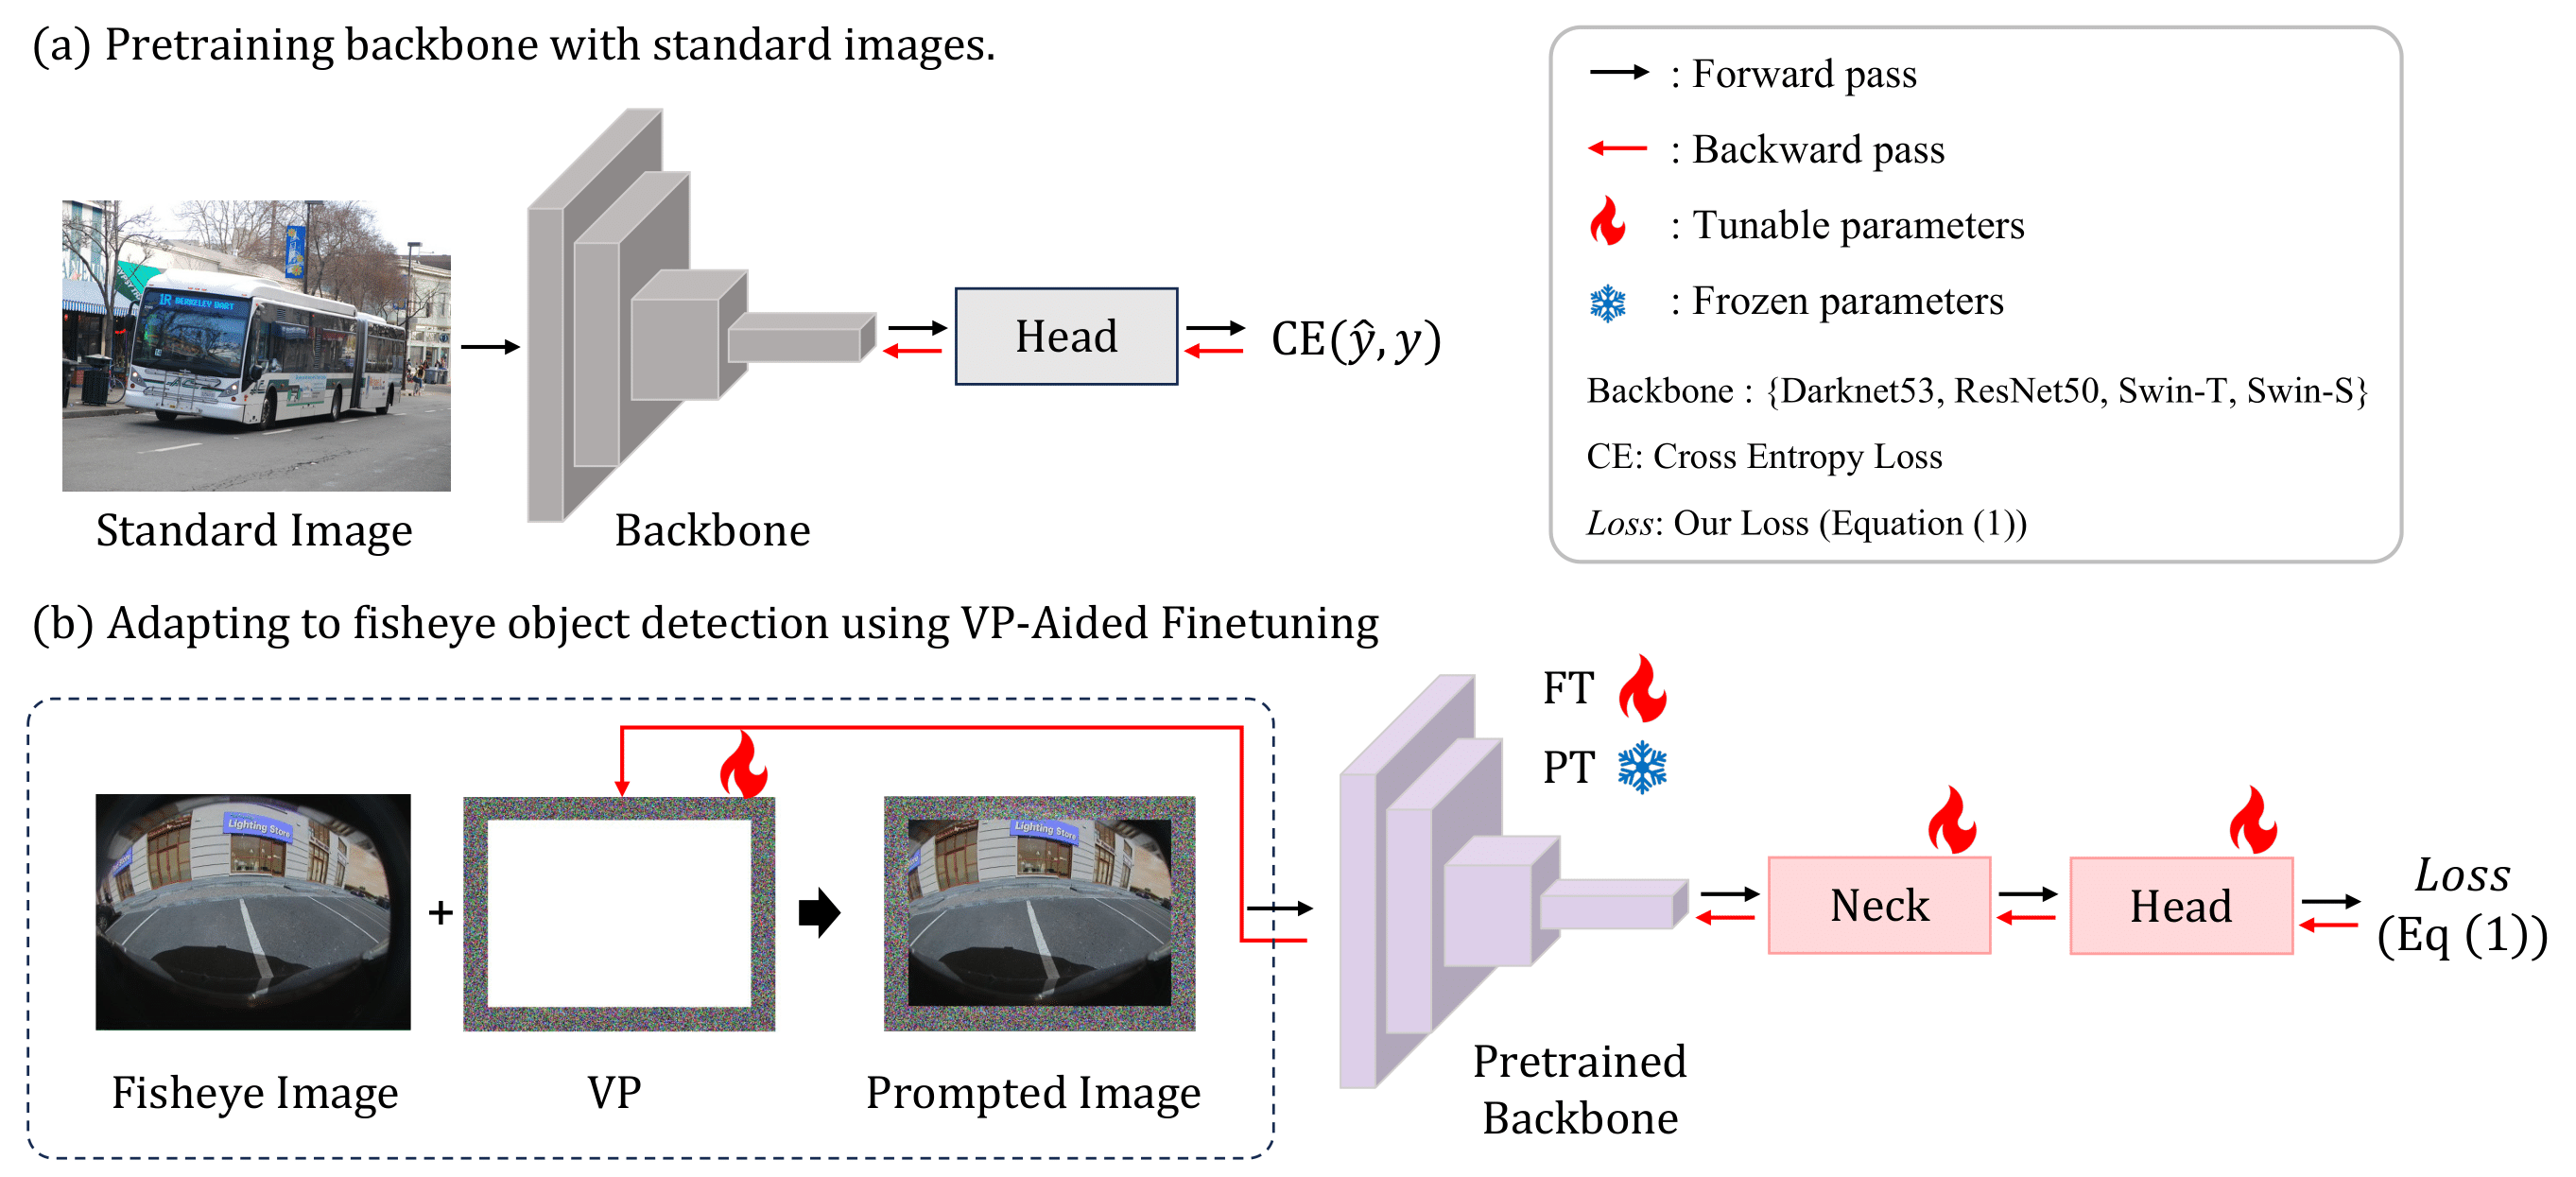 (a) Pretraining backbone with standard images.
1R BERKELEY BART
Standard Image
Backbone
Head
CE(ŷ, y)
: Forward pass
: Backward pass
: Tunable parameters
: Frozen parameters
Backbone : {Darknet53, ResNet50, Swin-T, Swin-S}
CE: Cross Entropy Loss
Loss: Our Loss (Equation (1))
(b) Adapting to fisheye object detection using VP-Aided Finetuning
Lighting Store
Fisheye Image
+
VP
Lighting Store
Prompted Image
FT
PT
Pretrained
Backbone
Neck
Head
Loss
(Eq (1))